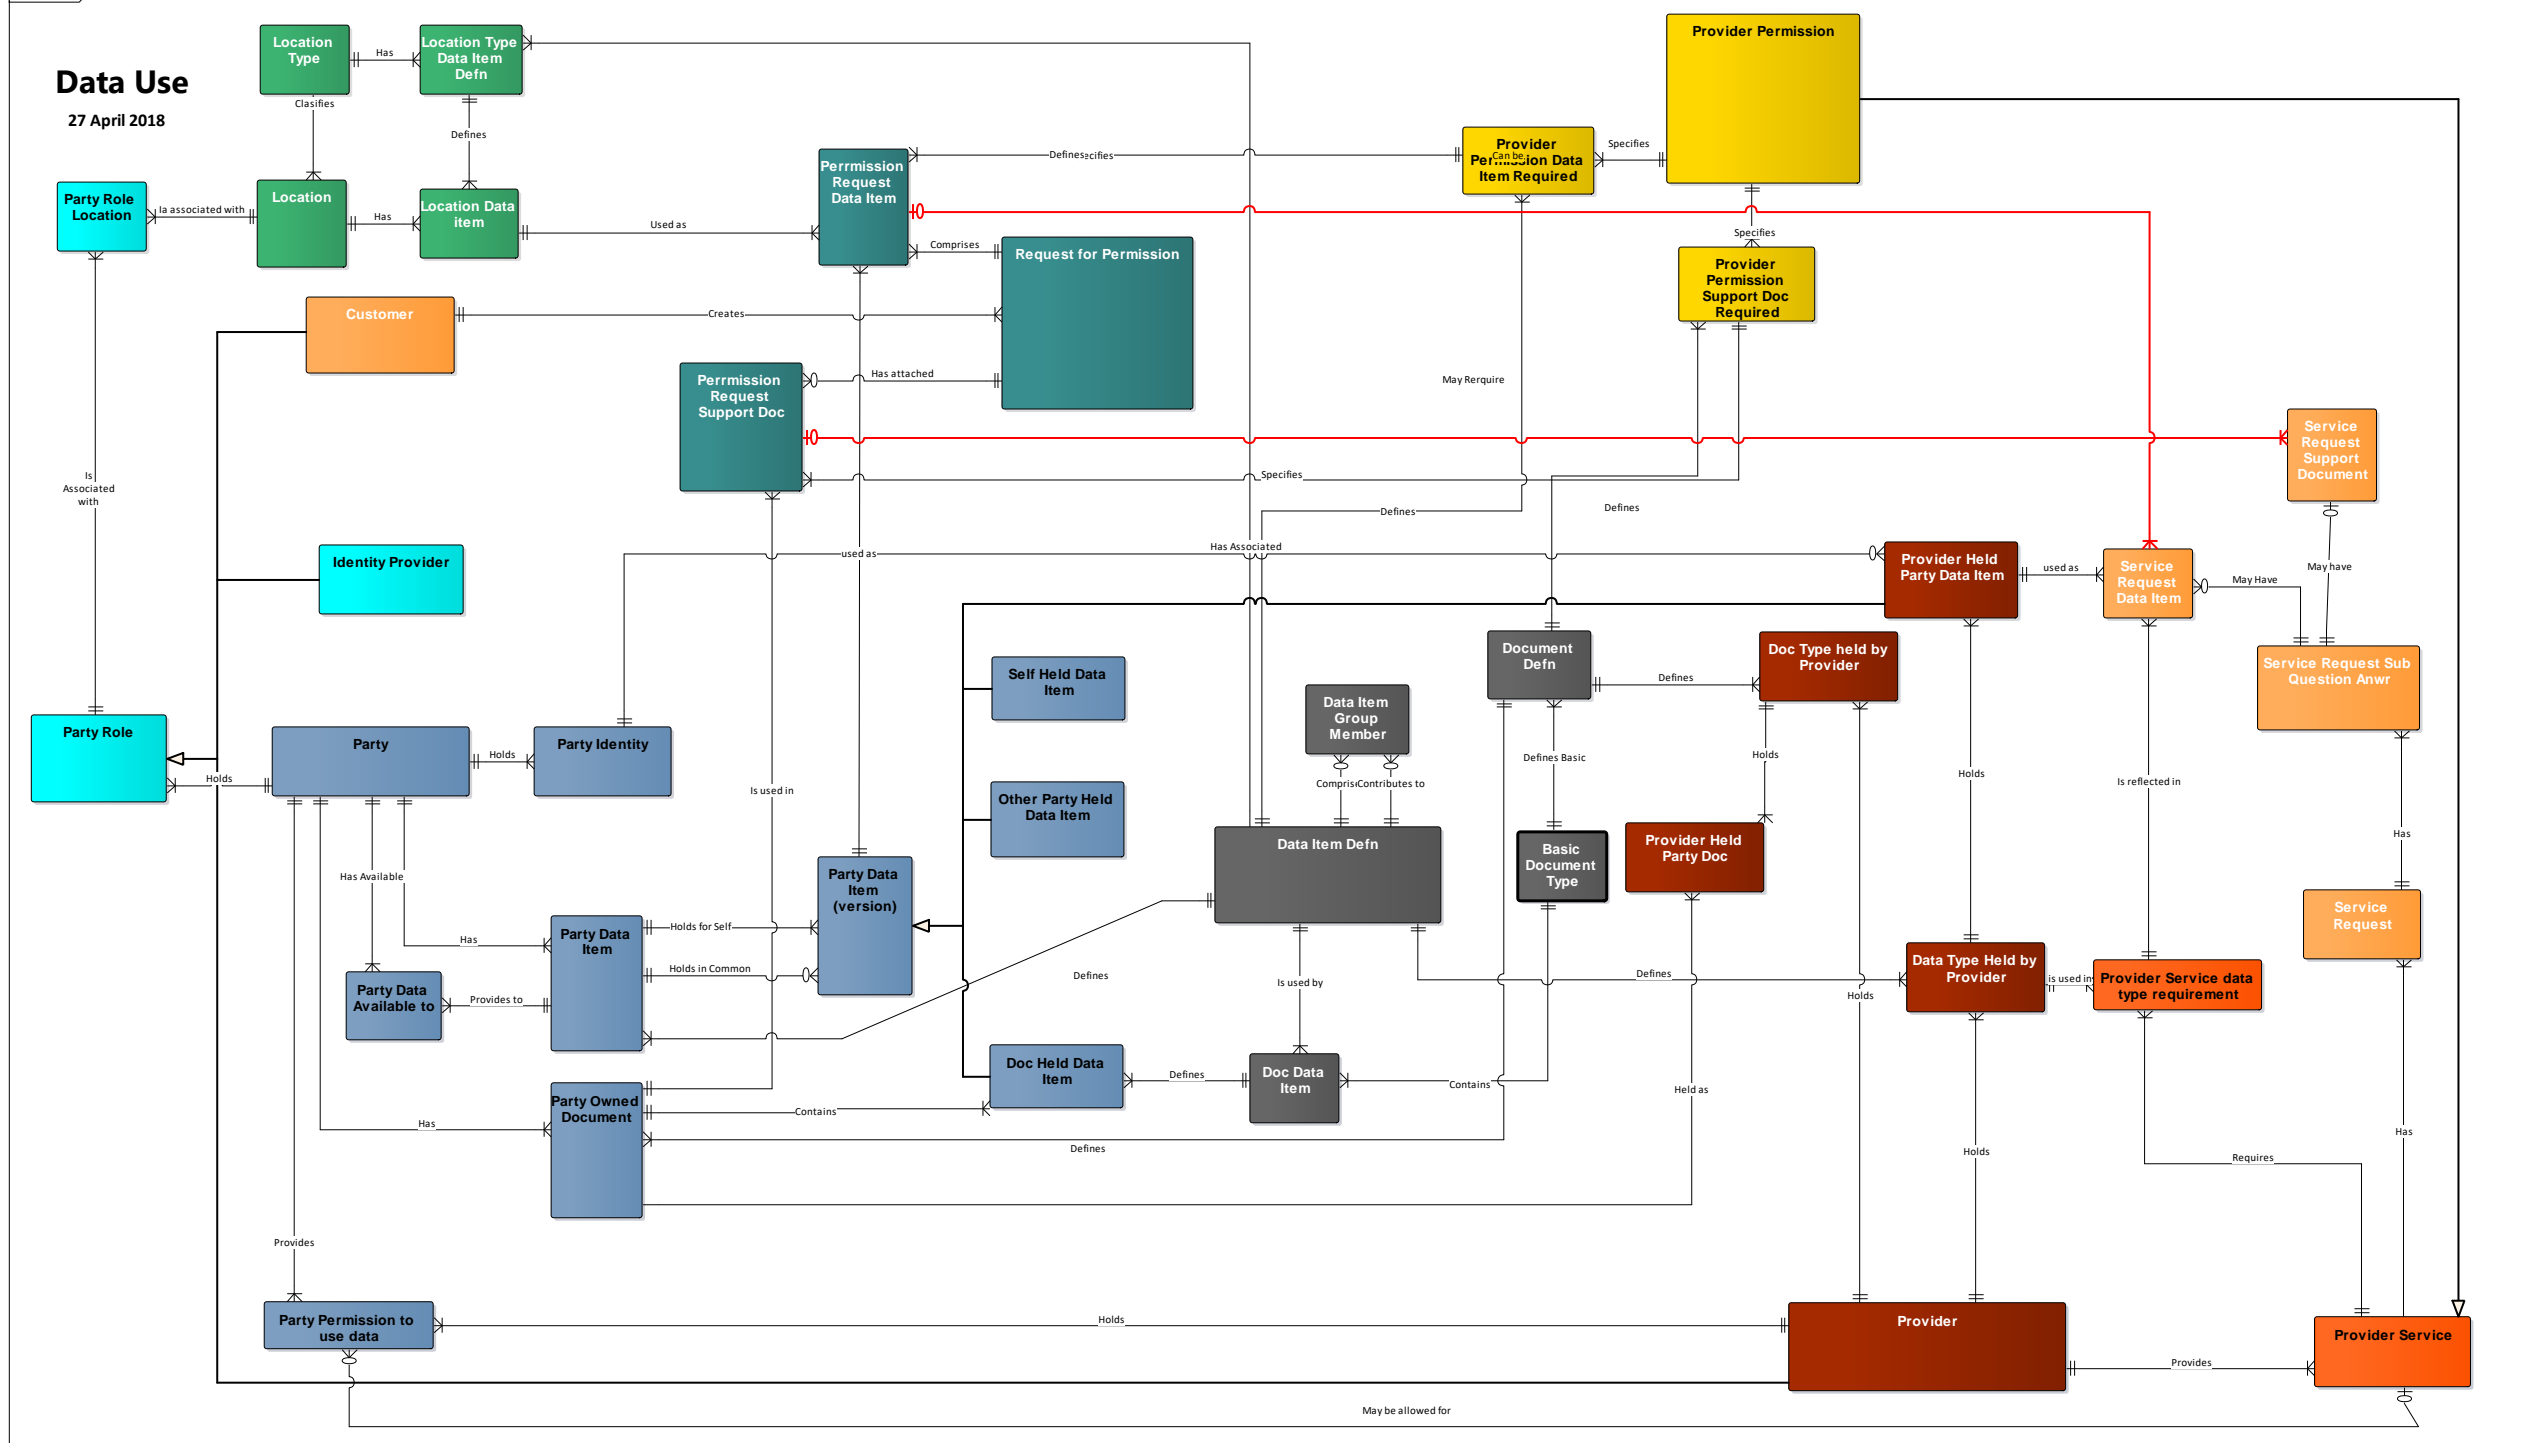 Data Use
27 April 2018
Location
Type
Has
Location Type
Data Item
Defn
Clasifies
Defines
Party Role
Location
Ia associated with
Location
Has
Location Data
item
Used as
Perrmission
Request
Data Item
Defines
ecifies
Can be
Provider
Permission Data
Item Required
Specifies
Provider Permission
Specifies
Provider
Permission
Support Doc
Required
Comprises
Request for Permission
Customer
Creates
Has attached
Perrmission
Request
Support Doc
May Rerquire
Specifies
Defines
Defines
Service
Request
Support
Document
Is
Associated
with
Identity Provider
used as
Has Associated
Provider Held
Party Data Item
used as
Service
Request
Data Item
May Have
May have
Service Request Sub
Question Anwr
Self Held Data
Item
Data Item
Group
Member
Document
Defn
Defines
Doc Type held by
Provider
Party Role
Holds
Party
Holds
Party Identity
Is used in
Other Party Held
Data Item
Compris
Contributes to
Defines Basic
Holds
Holds
Is reflected in
Has
Has Available
Party Data
Item
(version)
Data Item Defn
Basic
Document
Type
Provider Held
Party Doc
Service
Request
Has
Party Data
Item
Holds for Self
Holds in Common
Party Data
Available to
Provides to
Defines
Is used by
Defines
Holds
Data Type Held by
Provider
is used in
Provider Service data
type requirement
Has
Party Owned
Document
Contains
Doc Held Data
Item
Defines
Doc Data
Item
Contains
Held as
Defines
Holds
Requires
Has
Provides
Party Permission to
use data
Holds
Provider
Provides
Provider Service
May be allowed for